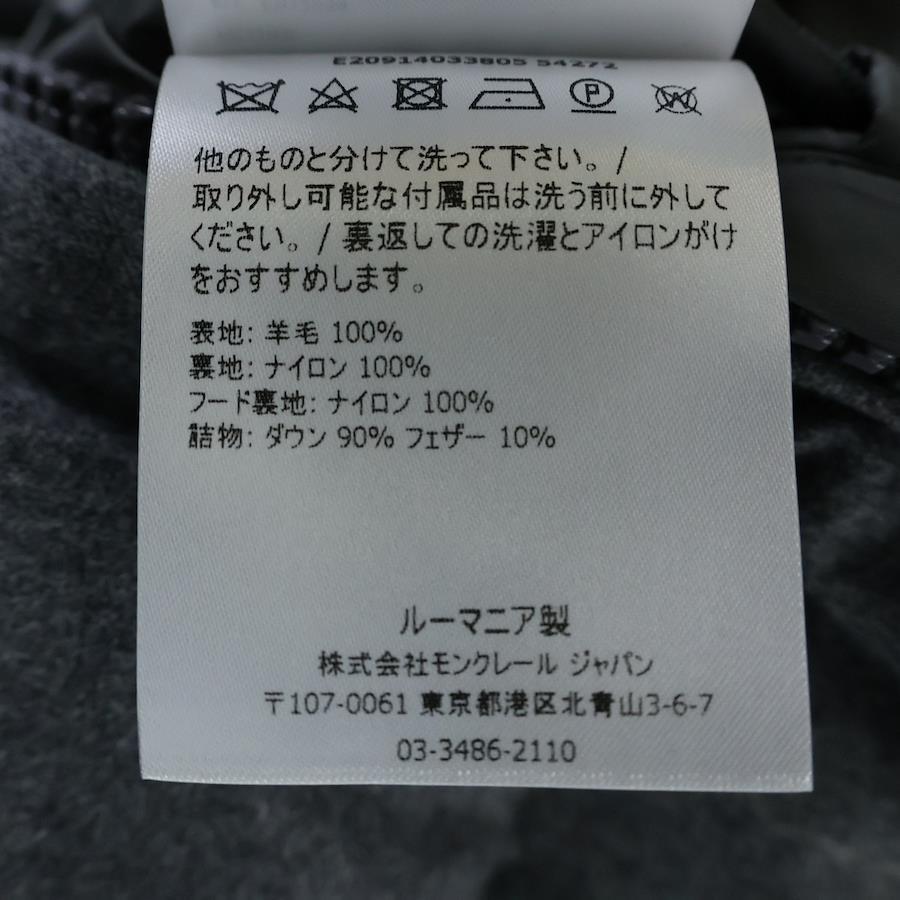 E20914033805 54272
他のものと分けて洗って下さい。/
取り外し可能な付属品は洗う前に外して
ください。/ 裏返しての洗濯とアイロンがけ
をおすすめします。
表地: 羊毛 100%
裏地: ナイロン 100%
フード裏地: ナイロン 100%
詰物: ダウン 90% フェザー 10%
ルーマニア製
株式会社モンクレール ジャパン
〒107-0061 東京都港区北青山3-6-7
03-3486-2110